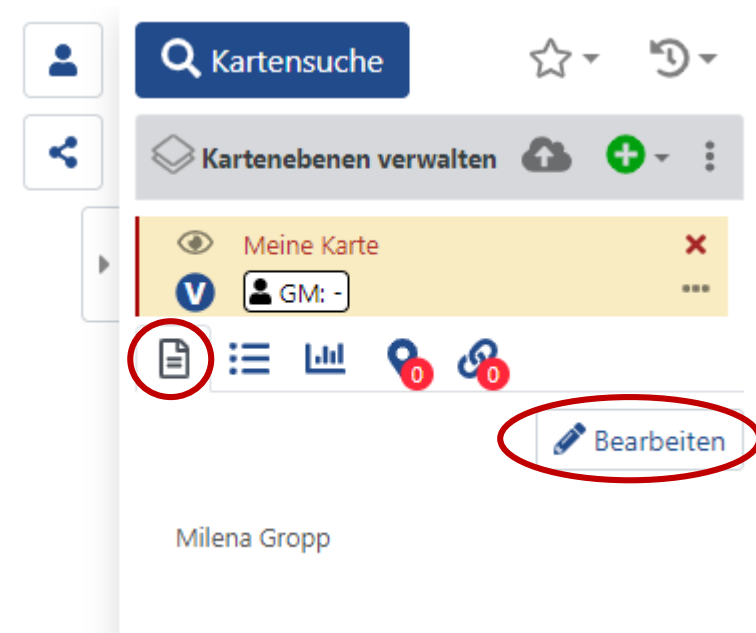 Kartensuche
Kartenebenen verwalten
Meine Karte
V
GM: -
0
0
Bearbeiten
Milena Gropp